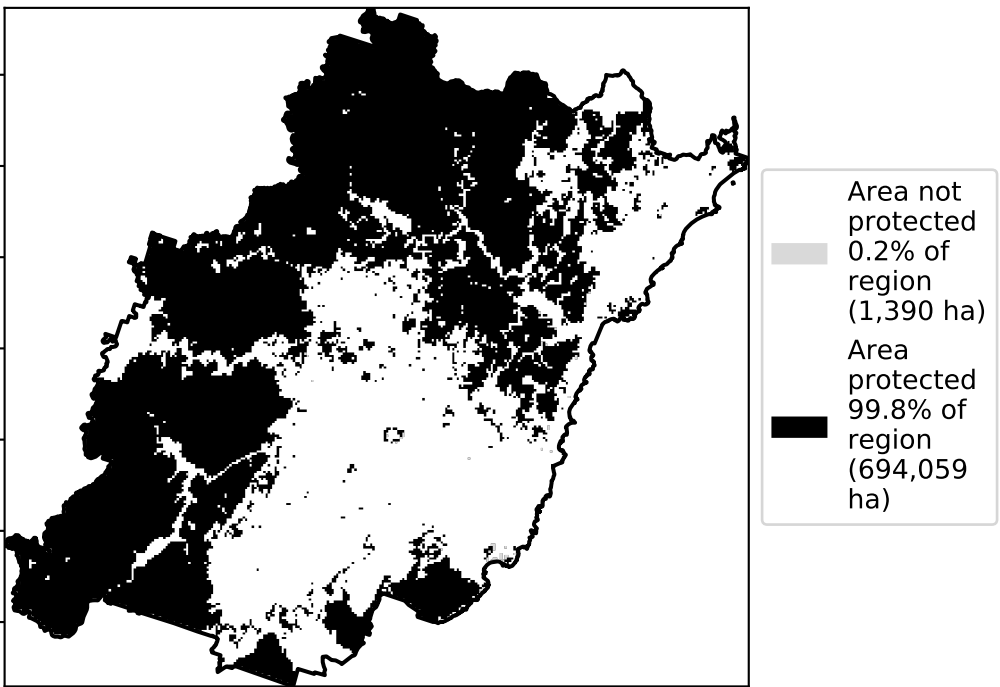 Area not
protected
0.2% of
region
(1,390 ha)
Area
protected
99.8% of
region
(694,059
ha)